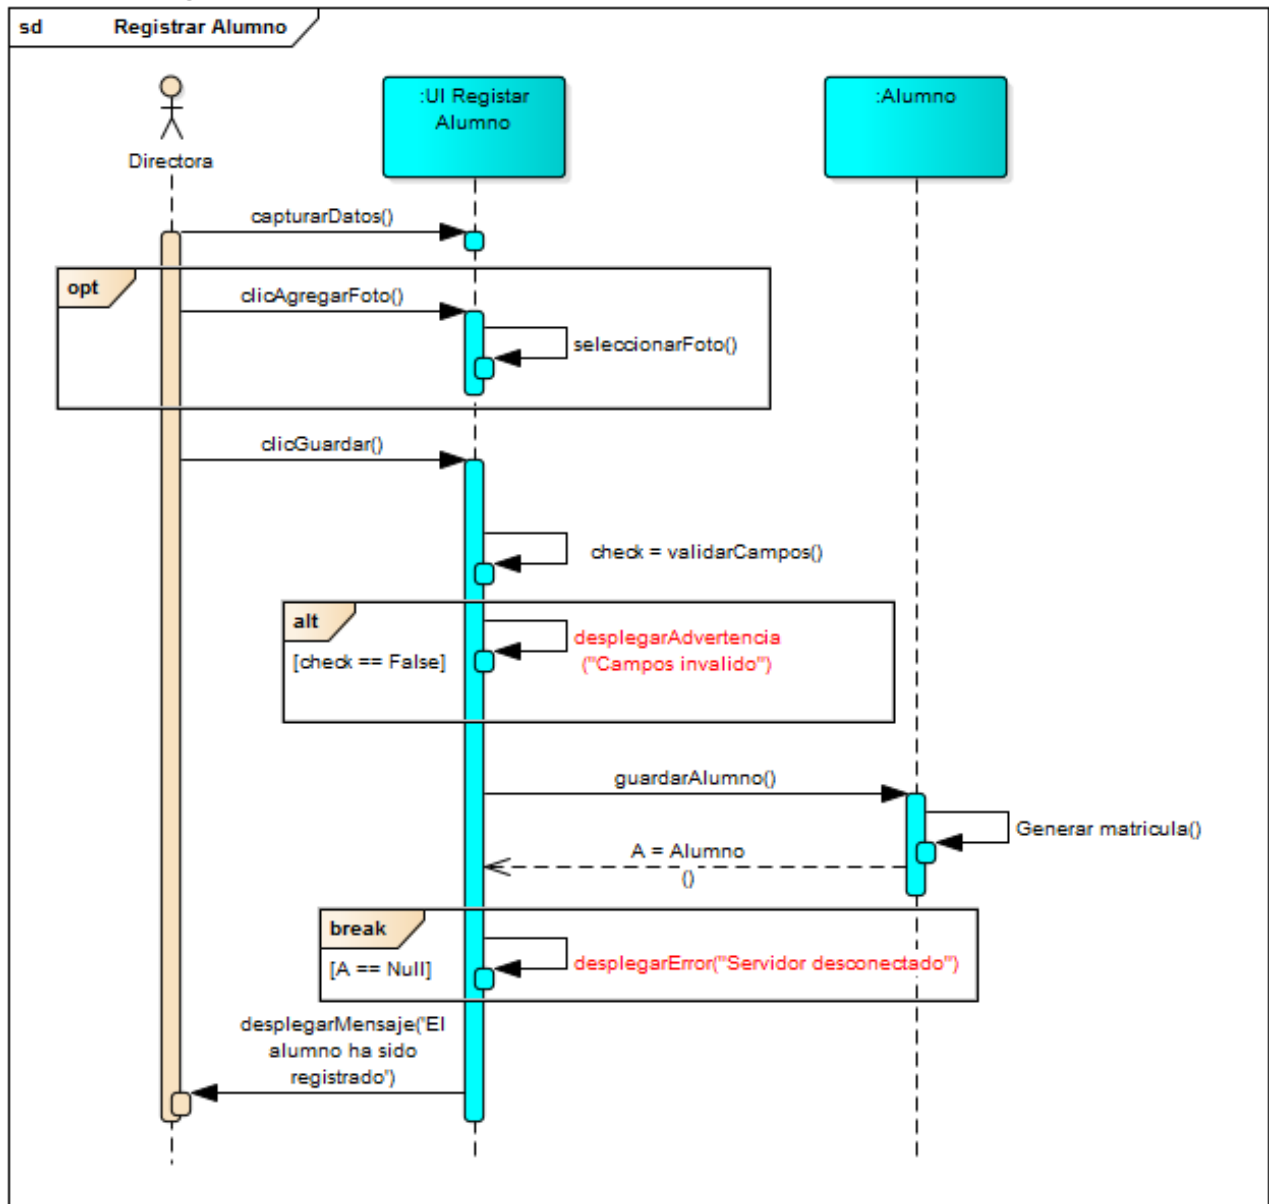 sd Registrar Alumno
:UI Registar
Alumno
:Alumno
Directora
capturarDatos()
opt
clicAgregarFoto()
seleccionarFoto()
clicGuardar()
check = validarCampos()
alt
[check == False]
desplegarAdvertencia
("Campos invalido")
guardarAlumno()
Generar matricula()
A = Alumno
()
break
[A == Null]
desplegarError("Servidor desconectado")
desplegarMensaje('El
alumno ha sido
registrado')